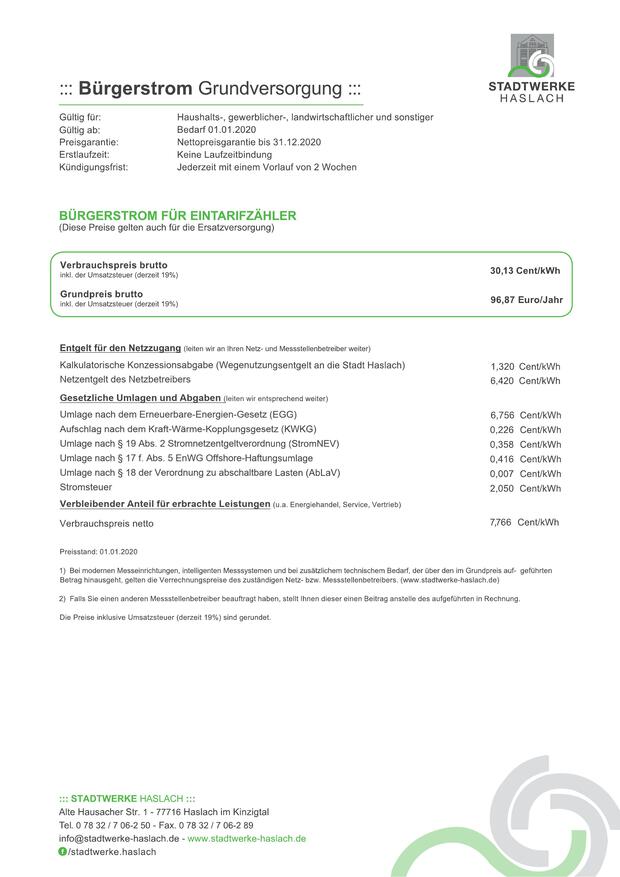 ::: Bürgerstrom Grundversorgung :::
STADTWERKE
HASLACH
Gültig für: Haushalts-, gewerblicher-, landwirtschaftlicher und sonstiger
Gültig ab: Bedarf 01.01.2020
Preisgarantie: Nettopreisgarantie bis 31.12.2020
Erstlaufzeit: Keine Laufzeitbindung
Kündigungsfrist: Jederzeit mit einem Vorlauf von 2 Wochen
BÜRGERSTROM FÜR EINTARIFZÄHLER
(Diese Preise gelten auch für die Ersatzversorgung)
Verbrauchspreis brutto 30,13 Cent/kWh
inkl. der Umsatzsteuer (derzeit 19%)
Grundpreis brutto 96,87 Euro/Jahr
inkl. der Umsatzsteuer (derzeit 19%)
Entgelt für den Netzzugang (leiten wir an Ihren Netz- und Messstellenbetreiber weiter)
Kalkulatorische Konzessionsabgabe (Wegenutzungsentgelt an die Stadt Haslach) 1,320 Cent/kWh
Netzentgelt des Netzbetreibers 6,420 Cent/kWh
Gesetzliche Umlagen und Abgaben (leiten wir entsprechend weiter)
Umlage nach dem Erneuerbare-Energien-Gesetz (EGG) 6,756 Cent/kWh
Aufschlag nach dem Kraft-Wärme-Kopplungsgesetz (KWKG) 0,226 Cent/kWh
Umlage nach § 19 Abs. 2 Stromnetzentgeltverordnung (StromNEV) 0,358 Cent/kWh
Umlage nach § 17 f. Abs. 5 EnWG Offshore-Haftungsumlage 0,416 Cent/kWh
Umlage nach § 18 der Verordnung zu abschaltbare Lasten (AbLaV) 0,007 Cent/kWh
Stromsteuer 2,050 Cent/kWh
Verbleibender Anteil für erbrachte Leistungen (u.a. Energiehandel, Service, Vertrieb)
Verbrauchspreis netto 7,766 Cent/kWh
Preisstand: 01.01.2020
1) Bei modernen Messeinrichtungen, intelligenten Messsystemen und bei zusätzlichem technischem Bedarf, der über den im Grundpreis auf- geführten
Betrag hinausgeht, gelten die Verrechnungspreise des zuständigen Netz- bzw. Messstellenbetreibers. (www.stadtwerke-haslach.de)
2) Falls Sie einen anderen Messstellenbetreiber beauftragt haben, stellt Ihnen dieser einen Beitrag anstelle des aufgeführten in Rechnung.
Die Preise inklusive Umsatzsteuer (derzeit 19%) sind gerundet.
::: STADTWERKE HASLACH :::
Alte Hausacher Str. 1 - 77716 Haslach im Kinzigtal
Tel. 0 78 32 / 7 06-2 50 - Fax. 0 78 32 / 7 06-2 89
info@stadtwerke-haslach.de - www.stadtwerke-haslach.de
f/stadtwerke.haslach